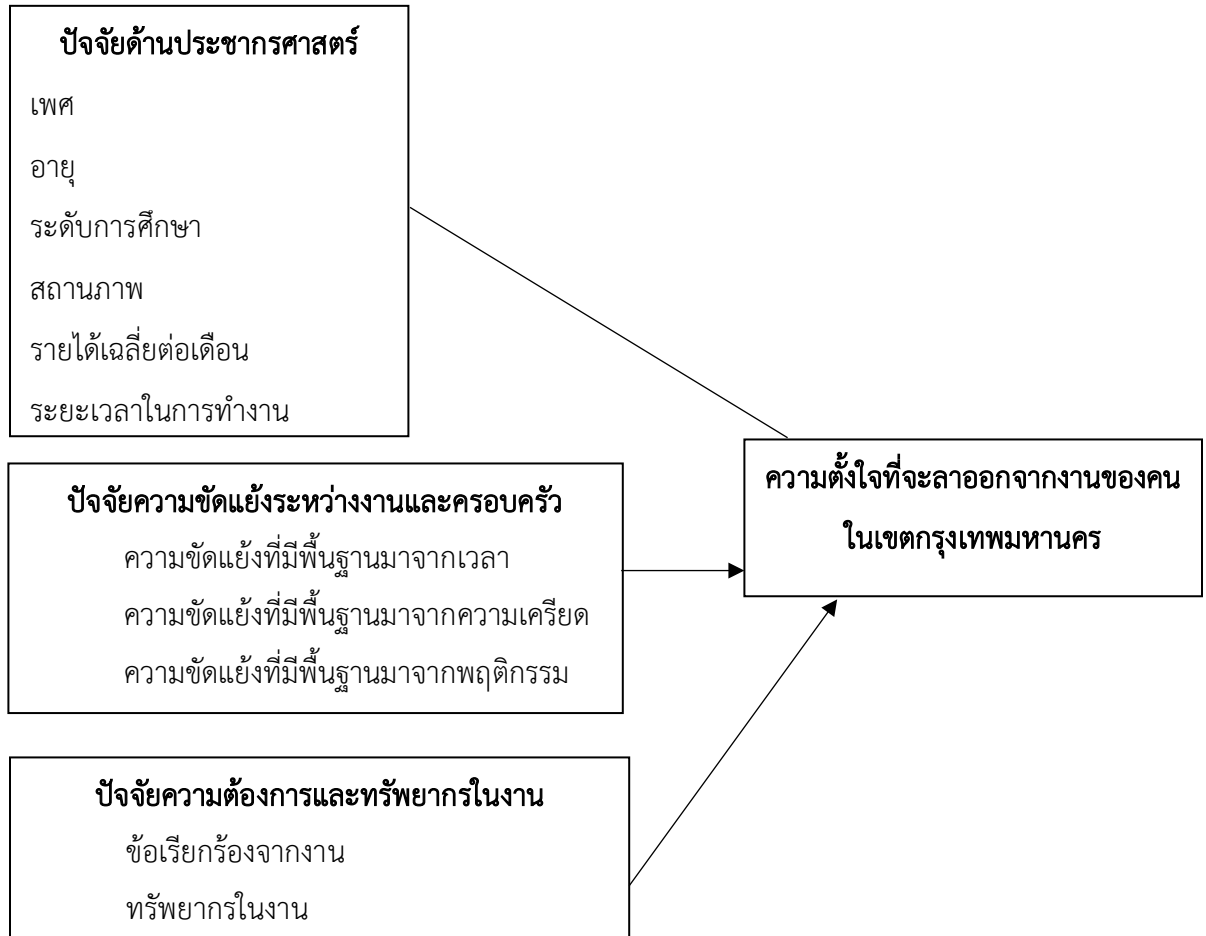 ปัจจัยด้านประชากรศาสตร์
เพศ
อายุ
ระดับการศึกษา
สถานภาพ
รายได้เฉลี่ยต่อเดือน
ระยะเวลาในการทำงาน
ปัจจัยความขัดแย้งระหว่างงานและครอบครัว
ความขัดแย้งที่มีพื้นฐานมาจากเวลา
ความขัดแย้งที่มีพื้นฐานมาจากความเครียด
ความขัดแย้งที่มีพื้นฐานมาจากพฤติกรรม
ปัจจัยความต้องการและทรัพยากรในงาน
ข้อเรียกร้องจากงาน
ทรัพยากรในงาน
ความตั้งใจที่จะลาออกจากงานของคน
ในเขตกรุงเทพมหานคร